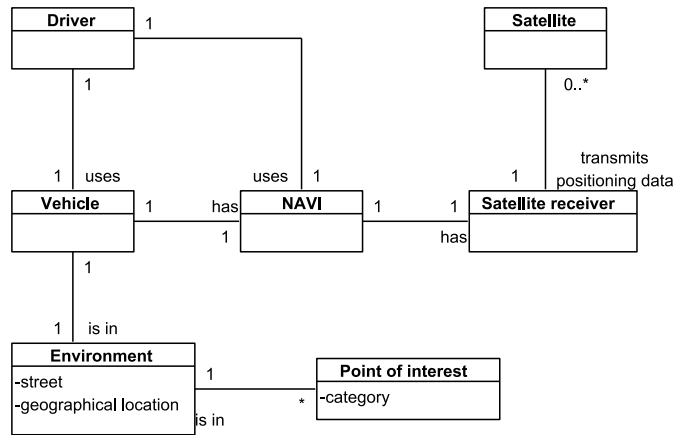 Driver
1
Satellite
1
0..*
1
uses
uses
1
1
transmits
positioning data
Vehicle
1
has
1
NAVI
1
1
has
Satellite receiver
1
1
is in
Environment
-street
-geographical location
1
is in
*
Point of interest
-category